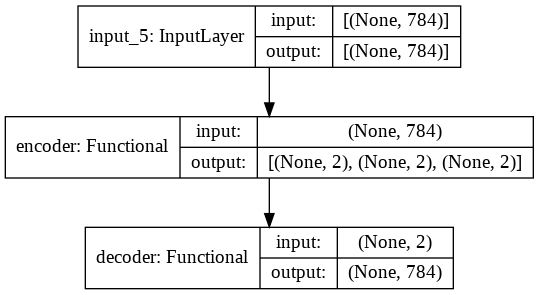 input_5: InputLayer
input:
[(None, 784)]
output:
[(None, 784)]
encoder: Functional
input:
(None, 784)
output:
[(None, 2), (None, 2), (None, 2)]
decoder: Functional
input:
(None, 2)
output:
(None, 784)